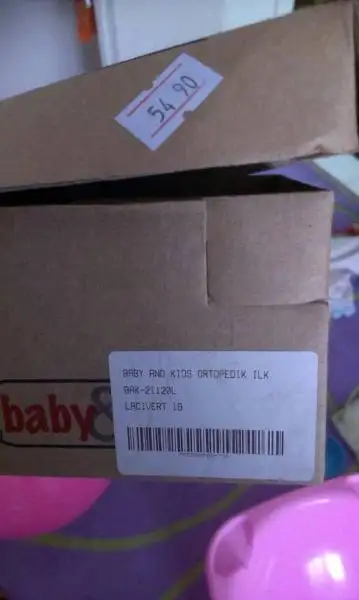 54 90
BABY AND KIDS ORTOPEDIK ILK
BAK-21120L
LACIVERT 18
baby&